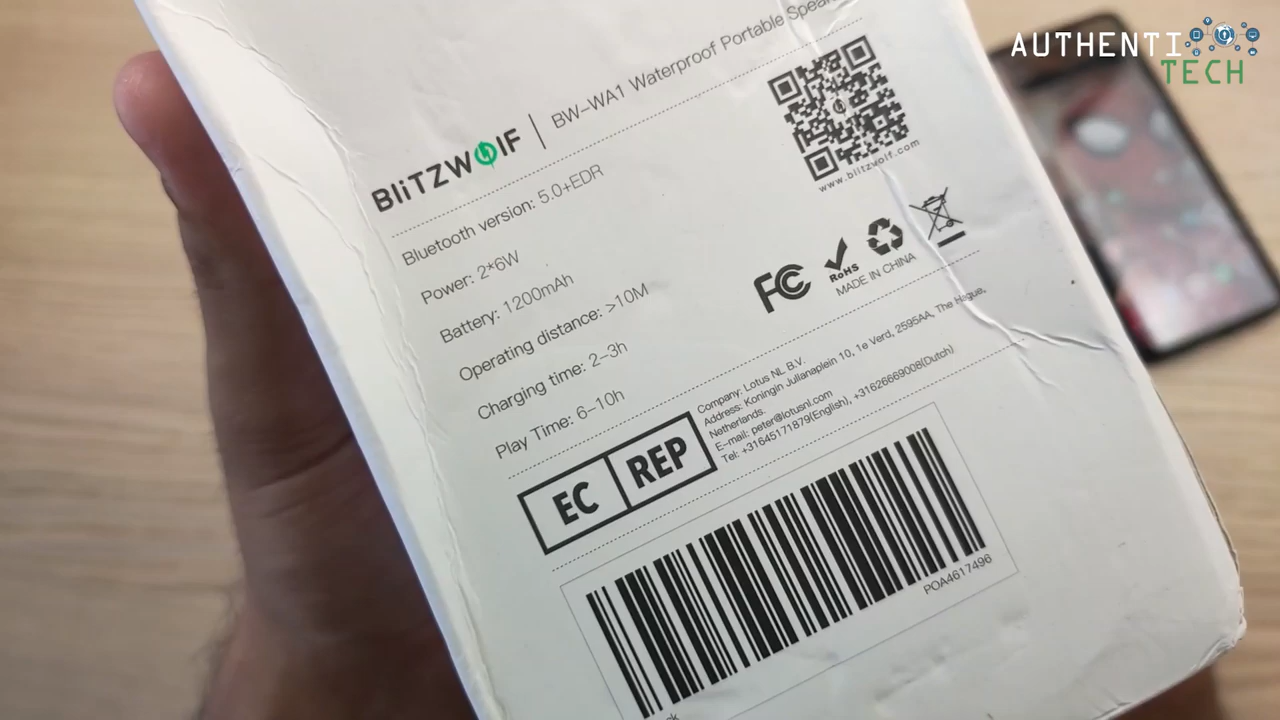 AUTHENTI
TECH
BLiTZWOLF | BW-WA1 Waterproof Portable
www.blitzwolf.com
Bluetooth version: 5.0+EDR
Power: 2*6W
Battery: 1200mAh
Operating distance: >10M
Charging time: 2-3h
Play Time: 6-10h
FC
RoHS
MADE IN CHINA
EC REP
Company: Lotus NL B.V.
Address: Koningin Julianaplein 10, 1e Verd, 2595AA, The Hague,
Netherlands.
E-mail: peter@lotusnl.com
Tel: +31645171879(English), +31626669008(Dutch)
POA4617496